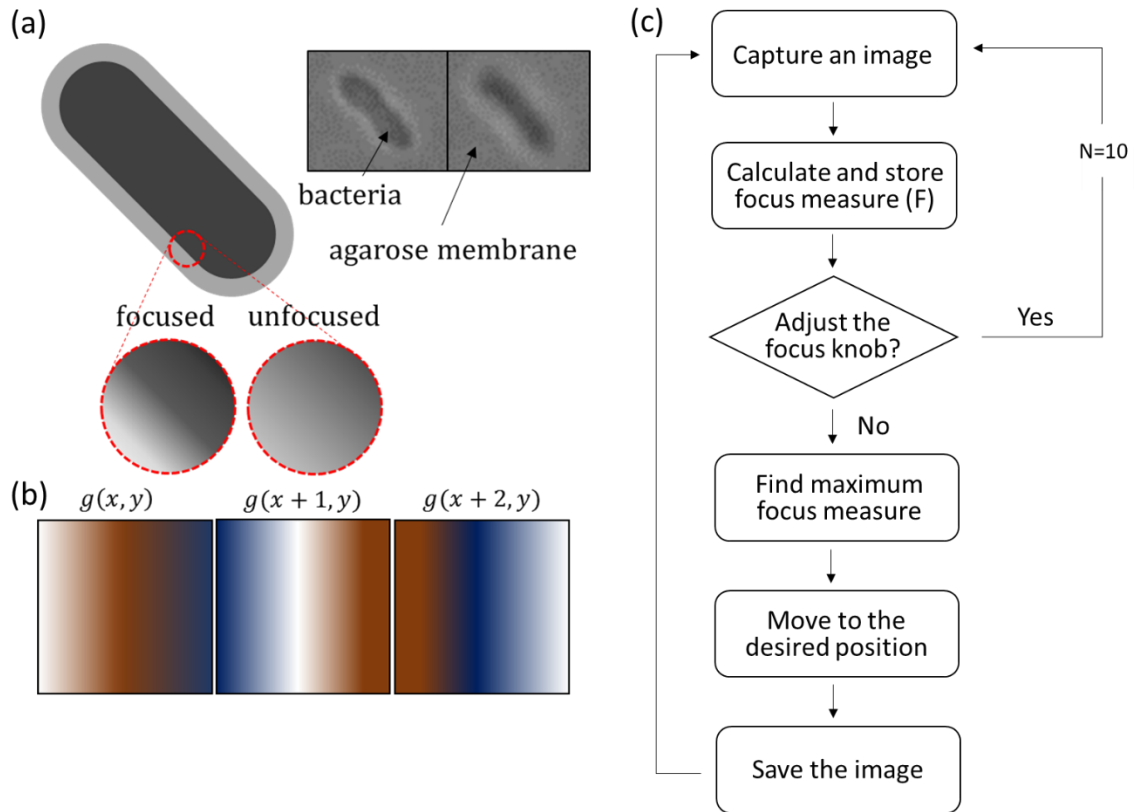 (a)
bacteria
agarose membrane
focused
unfocused
(b)
g(x, y)
g(x + 1, y)
g(x + 2, y)
(c)
Capture an image
Calculate and store
focus measure (F)
N=10
Adjust the
focus knob?
Yes
No
Find maximum
focus measure
Move to the
desired position
Save the image